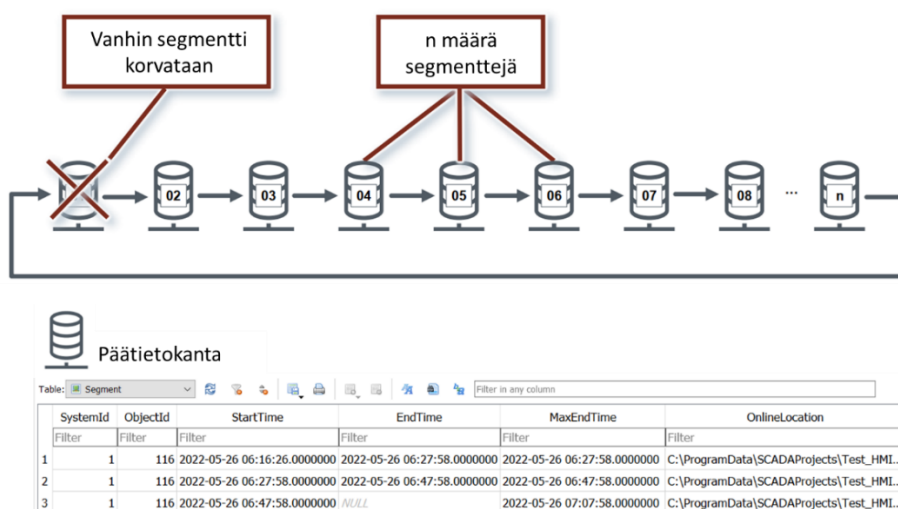 Vanhin segmentti
korvataan
n määrä
segmenttejä
02 03 04 05 06 07 08 ... n
Päätietokanta
Table: Segment Filter in any column
SystemId ObjectId StartTime EndTime MaxEndTime OnlineLocation
Filter Filter Filter Filter Filter Filter
1 1 116 2022-05-26 06:16:26.0000000 2022-05-26 06:27:58.0000000 2022-05-26 06:27:58.0000000 C:\ProgramData\SCADAProjects\Test_HMI...
2 1 116 2022-05-26 06:27:58.0000000 2022-05-26 06:47:58.0000000 2022-05-26 06:47:58.0000000 C:\ProgramData\SCADAProjects\Test_HMI...
3 1 116 2022-05-26 06:47:58.0000000 NULL 2022-05-26 07:07:58.0000000 C:\ProgramData\SCADAProjects\Test_HMI...